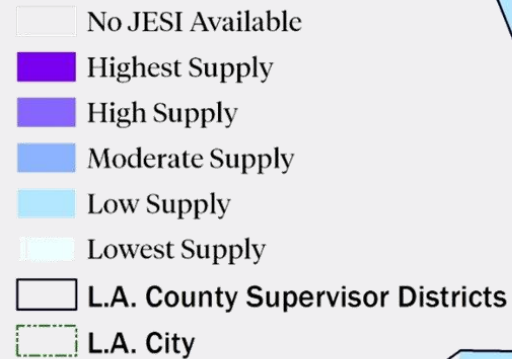 No JESI Available
Highest Supply
High Supply
Moderate Supply
Low Supply
Lowest Supply
L.A. County Supervisor Districts
L.A. City